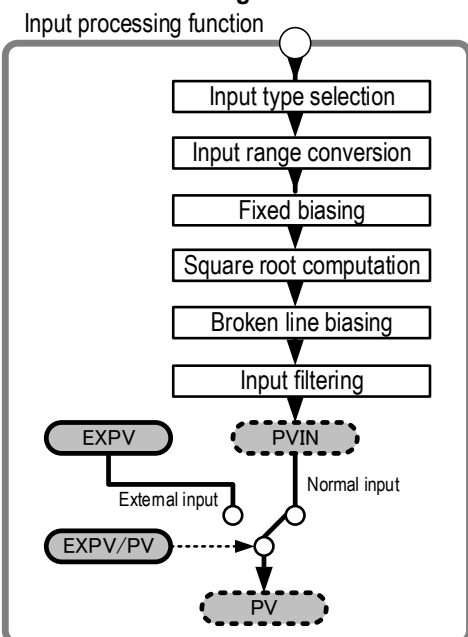 Input processing function
Input type selection
Input range conversion
Fixed biasing
Square root computation
Broken line biasing
Input filtering
EXPV
PVIN
External input
Normal input
EXPV/PV
PV